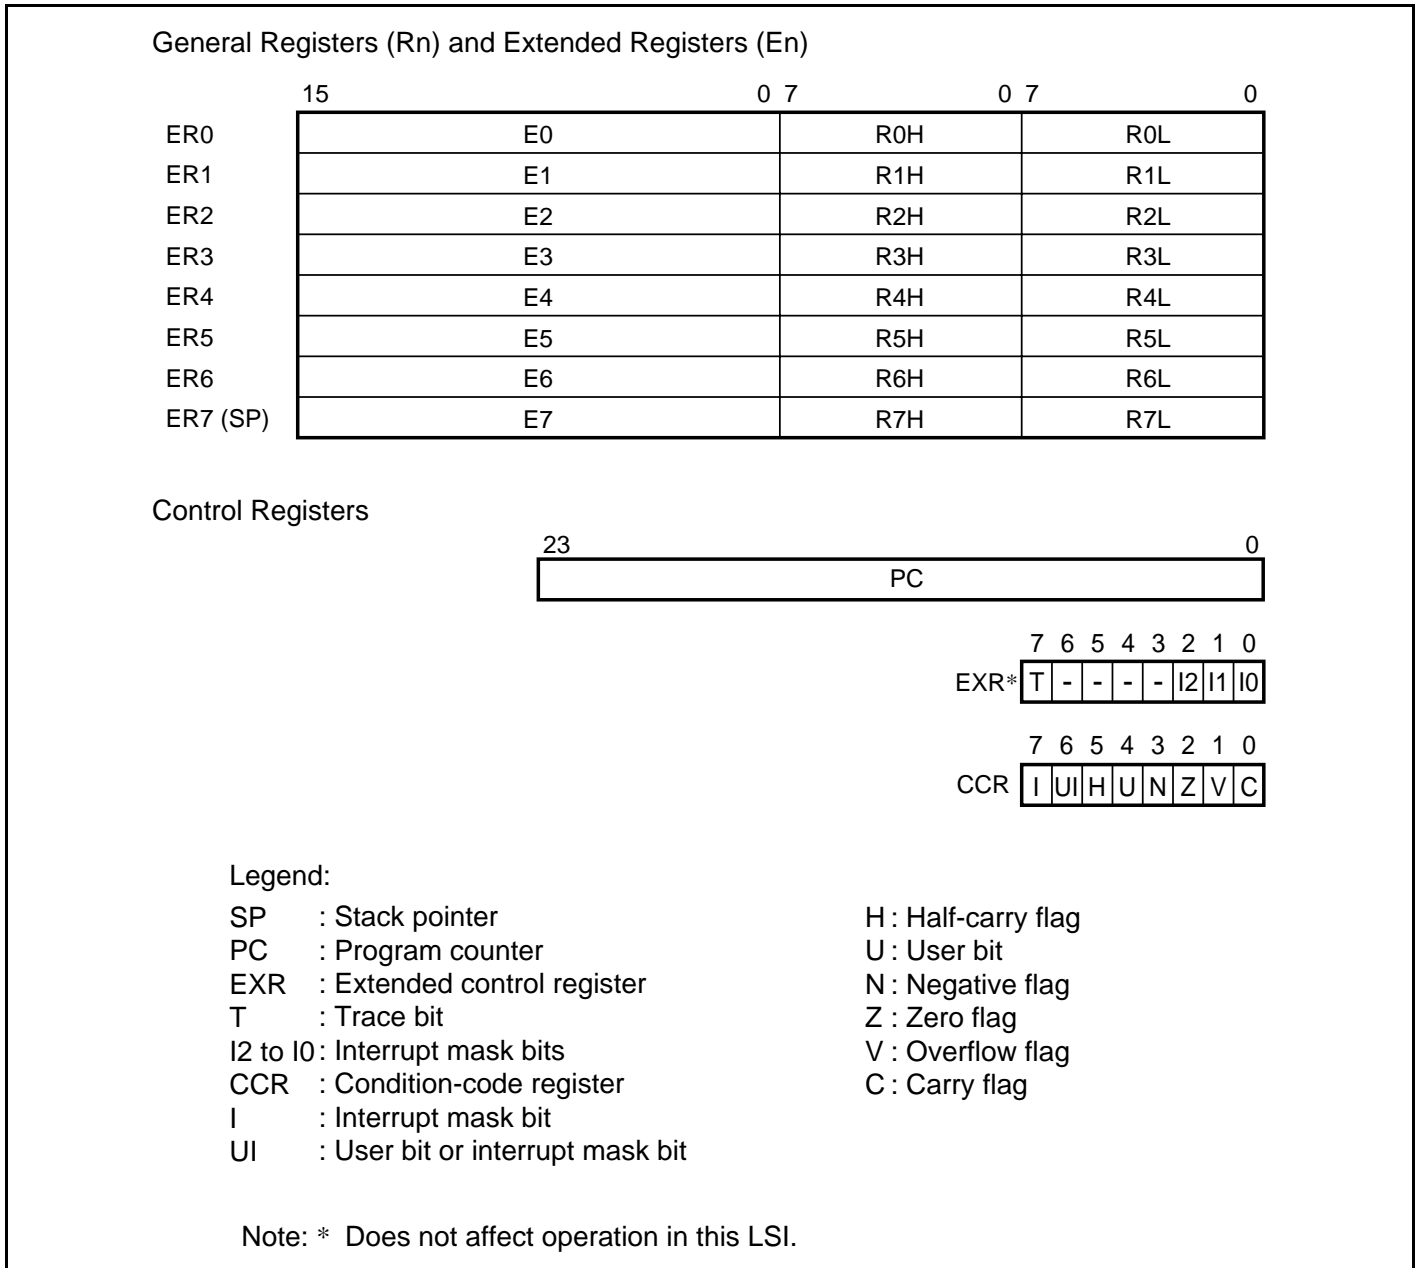 General Registers (Rn) and Extended Registers (En)
15 0 7 0 7 0
ER0 E0 R0H R0L
ER1 E1 R1H R1L
ER2 E2 R2H R2L
ER3 E3 R3H R3L
ER4 E4 R4H R4L
ER5 E5 R5H R5L
ER6 E6 R6H R6L
ER7 (SP) E7 R7H R7L
Control Registers
23 0
PC
7 6 5 4 3 2 1 0
EXR* T - - - - I2 I1 I0
7 6 5 4 3 2 1 0
CCR I UI H U N Z V C
Legend:
SP : Stack pointer
PC : Program counter
EXR : Extended control register
T : Trace bit
I2 to I0 : Interrupt mask bits
CCR : Condition-code register
I : Interrupt mask bit
UI : User bit or interrupt mask bit
H : Half-carry flag
U : User bit
N : Negative flag
Z : Zero flag
V : Overflow flag
C : Carry flag
Note: * Does not affect operation in this LSI.